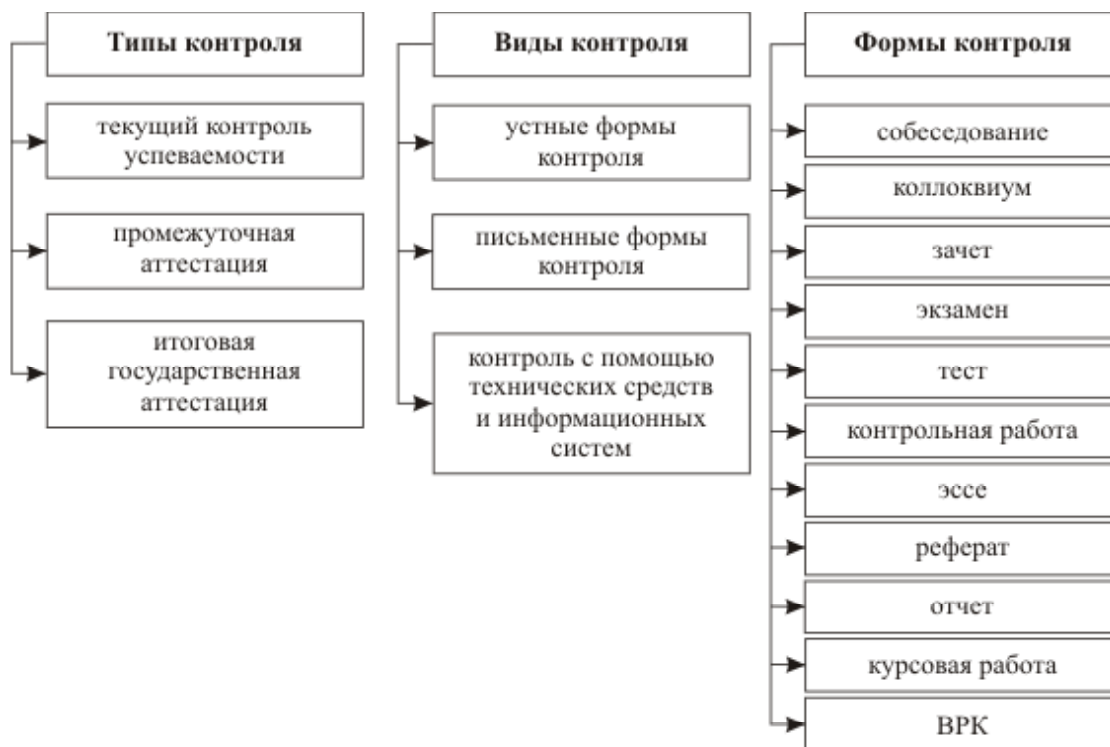 Типы контроля
текущий контроль
успеваемости
промежуточная
аттестация
итоговая
государственная
аттестация
Виды контроля
устные формы
контроля
письменные формы
контроля
контроль с помощью
технических средств
и информационных
систем
Формы контроля
собеседование
коллоквиум
зачет
экзамен
тест
контрольная работа
эссе
реферат
отчет
курсовая работа
ВРК